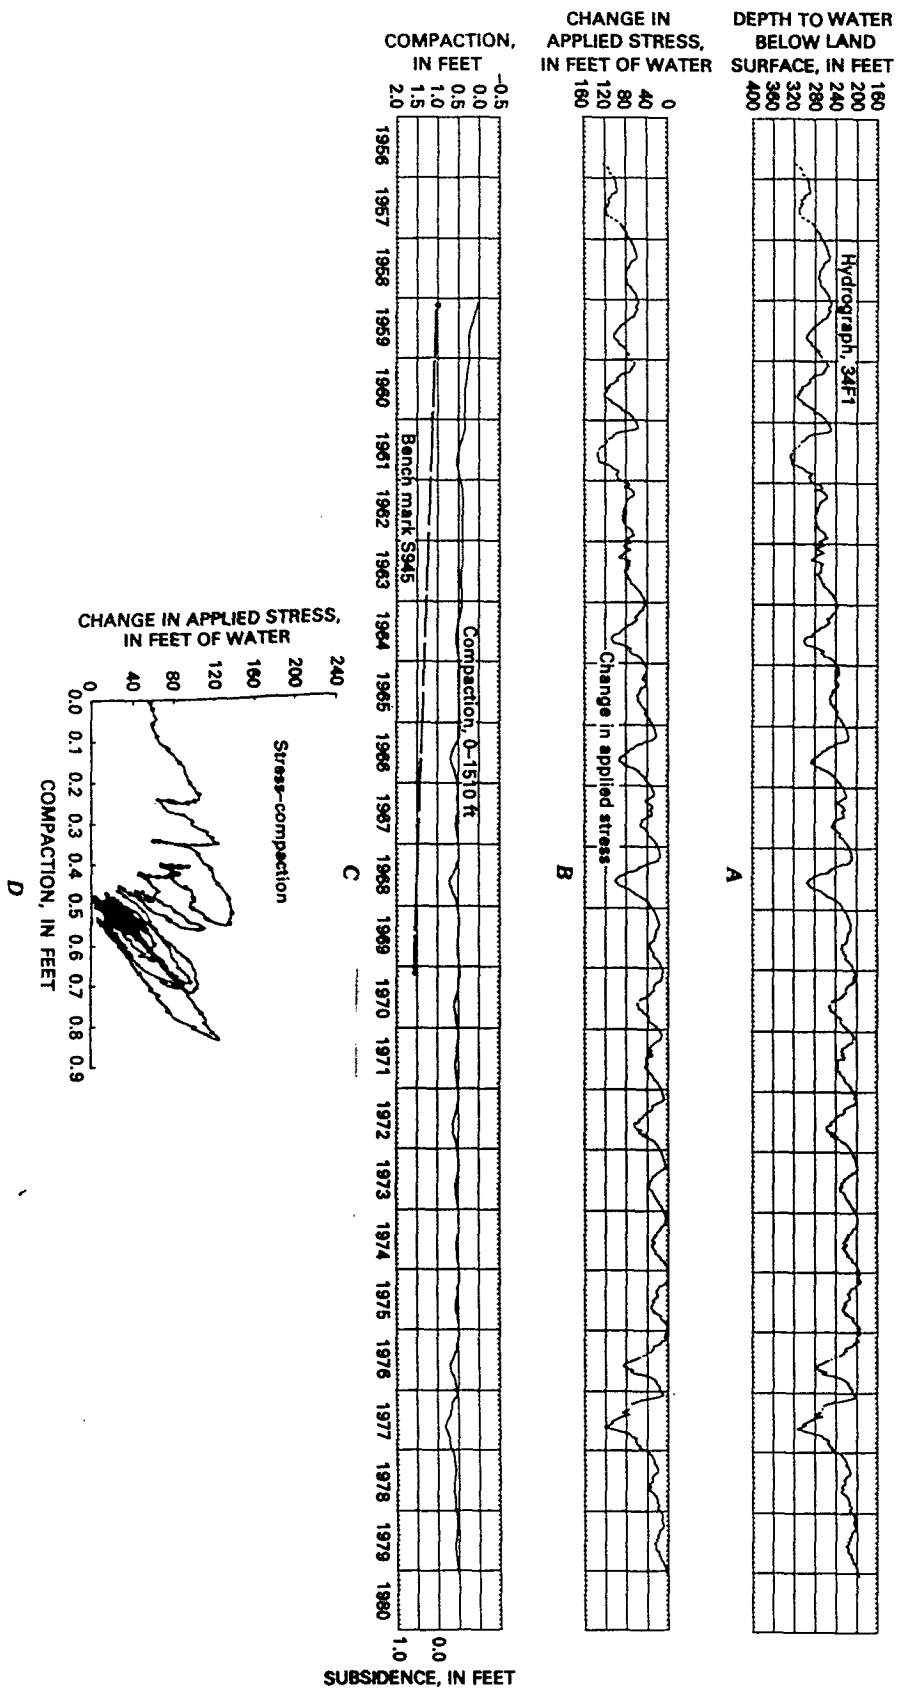 DEPTH TO WATER
BELOW LAND
SURFACE, IN FEET
160
200
240
280
320
360
400
Hydrograph, 34F1
A
CHANGE IN
APPLIED STRESS,
IN FEET OF WATER
0
40
80
120
160
Change in applied stress
B
COMPACTION,
IN FEET
-0.5
0.0
0.5
1.0
1.5
2.0
Compaction, 0-1510 ft
Bench mark S945
0.0
1.0
SUBSIDENCE, IN FEET
1956 1957 1958 1959 1960 1961 1962 1963 1964 1965 1966 1967 1968 1969 1970 1971 1972 1973 1974 1975 1976 1977 1978 1979 1980
C
CHANGE IN APPLIED STRESS,
IN FEET OF WATER
240
200
160
120
80
40
0
Stress-compaction
0.0 0.1 0.2 0.3 0.4 0.5 0.6 0.7 0.8 0.9
COMPACTION, IN FEET
D